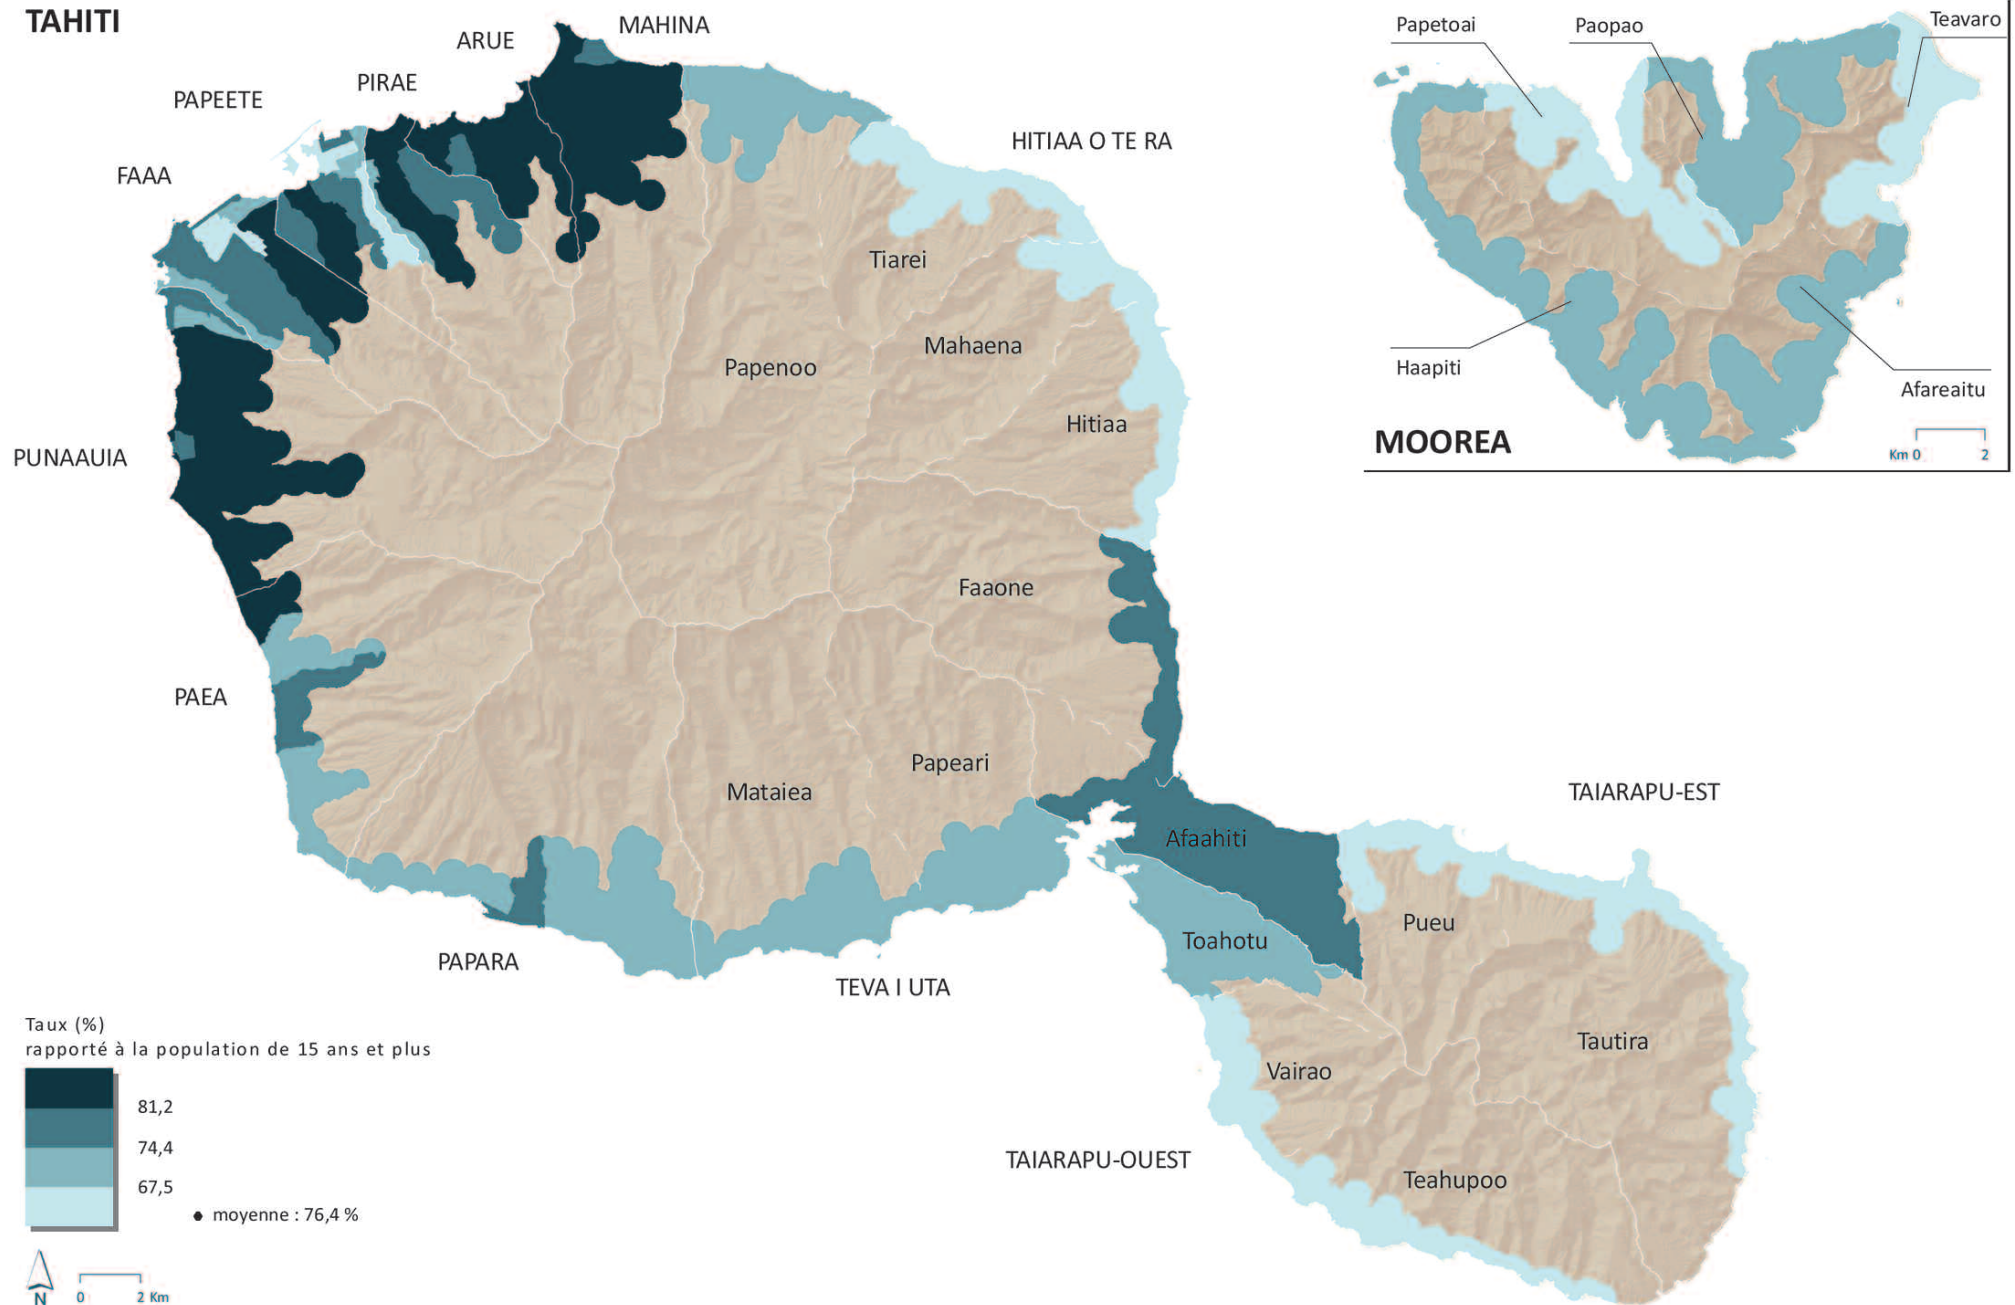 TAHITI
MAHINA
ARUE
PIRAE
PAPEETE
FAAA
HITIAA O TE RA
Tiarei
Mahaena
Papenoo
Hitiaa
PUNAAUIA
Faaone
PAEA
Papeari
Mataiea
TAIARAPU-EST
Afaahiti
Pueu
Toahotu
PAPARA
TEVA I UTA
Tautira
Vairao
TAIARAPU-OUEST
Teahupoo
Papetoai
Paopao
Teavaro
Haapiti
Afareaitu
MOOREA
Km 0 2
Taux (%)
rapporté à la population de 15 ans et plus
81,2
74,4
67,5
moyenne : 76,4 %
N
0 2 Km